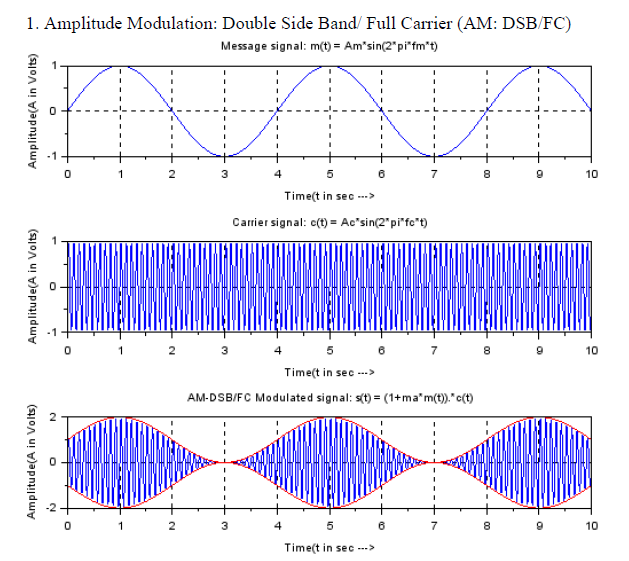 1. Amplitude Modulation: Double Side Band/ Full Carrier (AM: DSB/FC)
Message signal: m(t) = Am*sin(2*pi*fm*t)
Amplitude(A in Volts)
1
0
-1
0 1 2 3 4 5 6 7 8 9 10
Time(t in sec --->
Carrier signal: c(t) = Ac*sin(2*pi*fc*t)
Amplitude(A in Volts)
1
0
-1
0 1 2 3 4 5 6 7 8 9 10
Time(t in sec --->
AM-DSB/FC Modulated signal: s(t) = (1+ma*m(t)).*c(t)
Amplitude(A in Volts)
2
0
-2
0 1 2 3 4 5 6 7 8 9 10
Time(t in sec --->